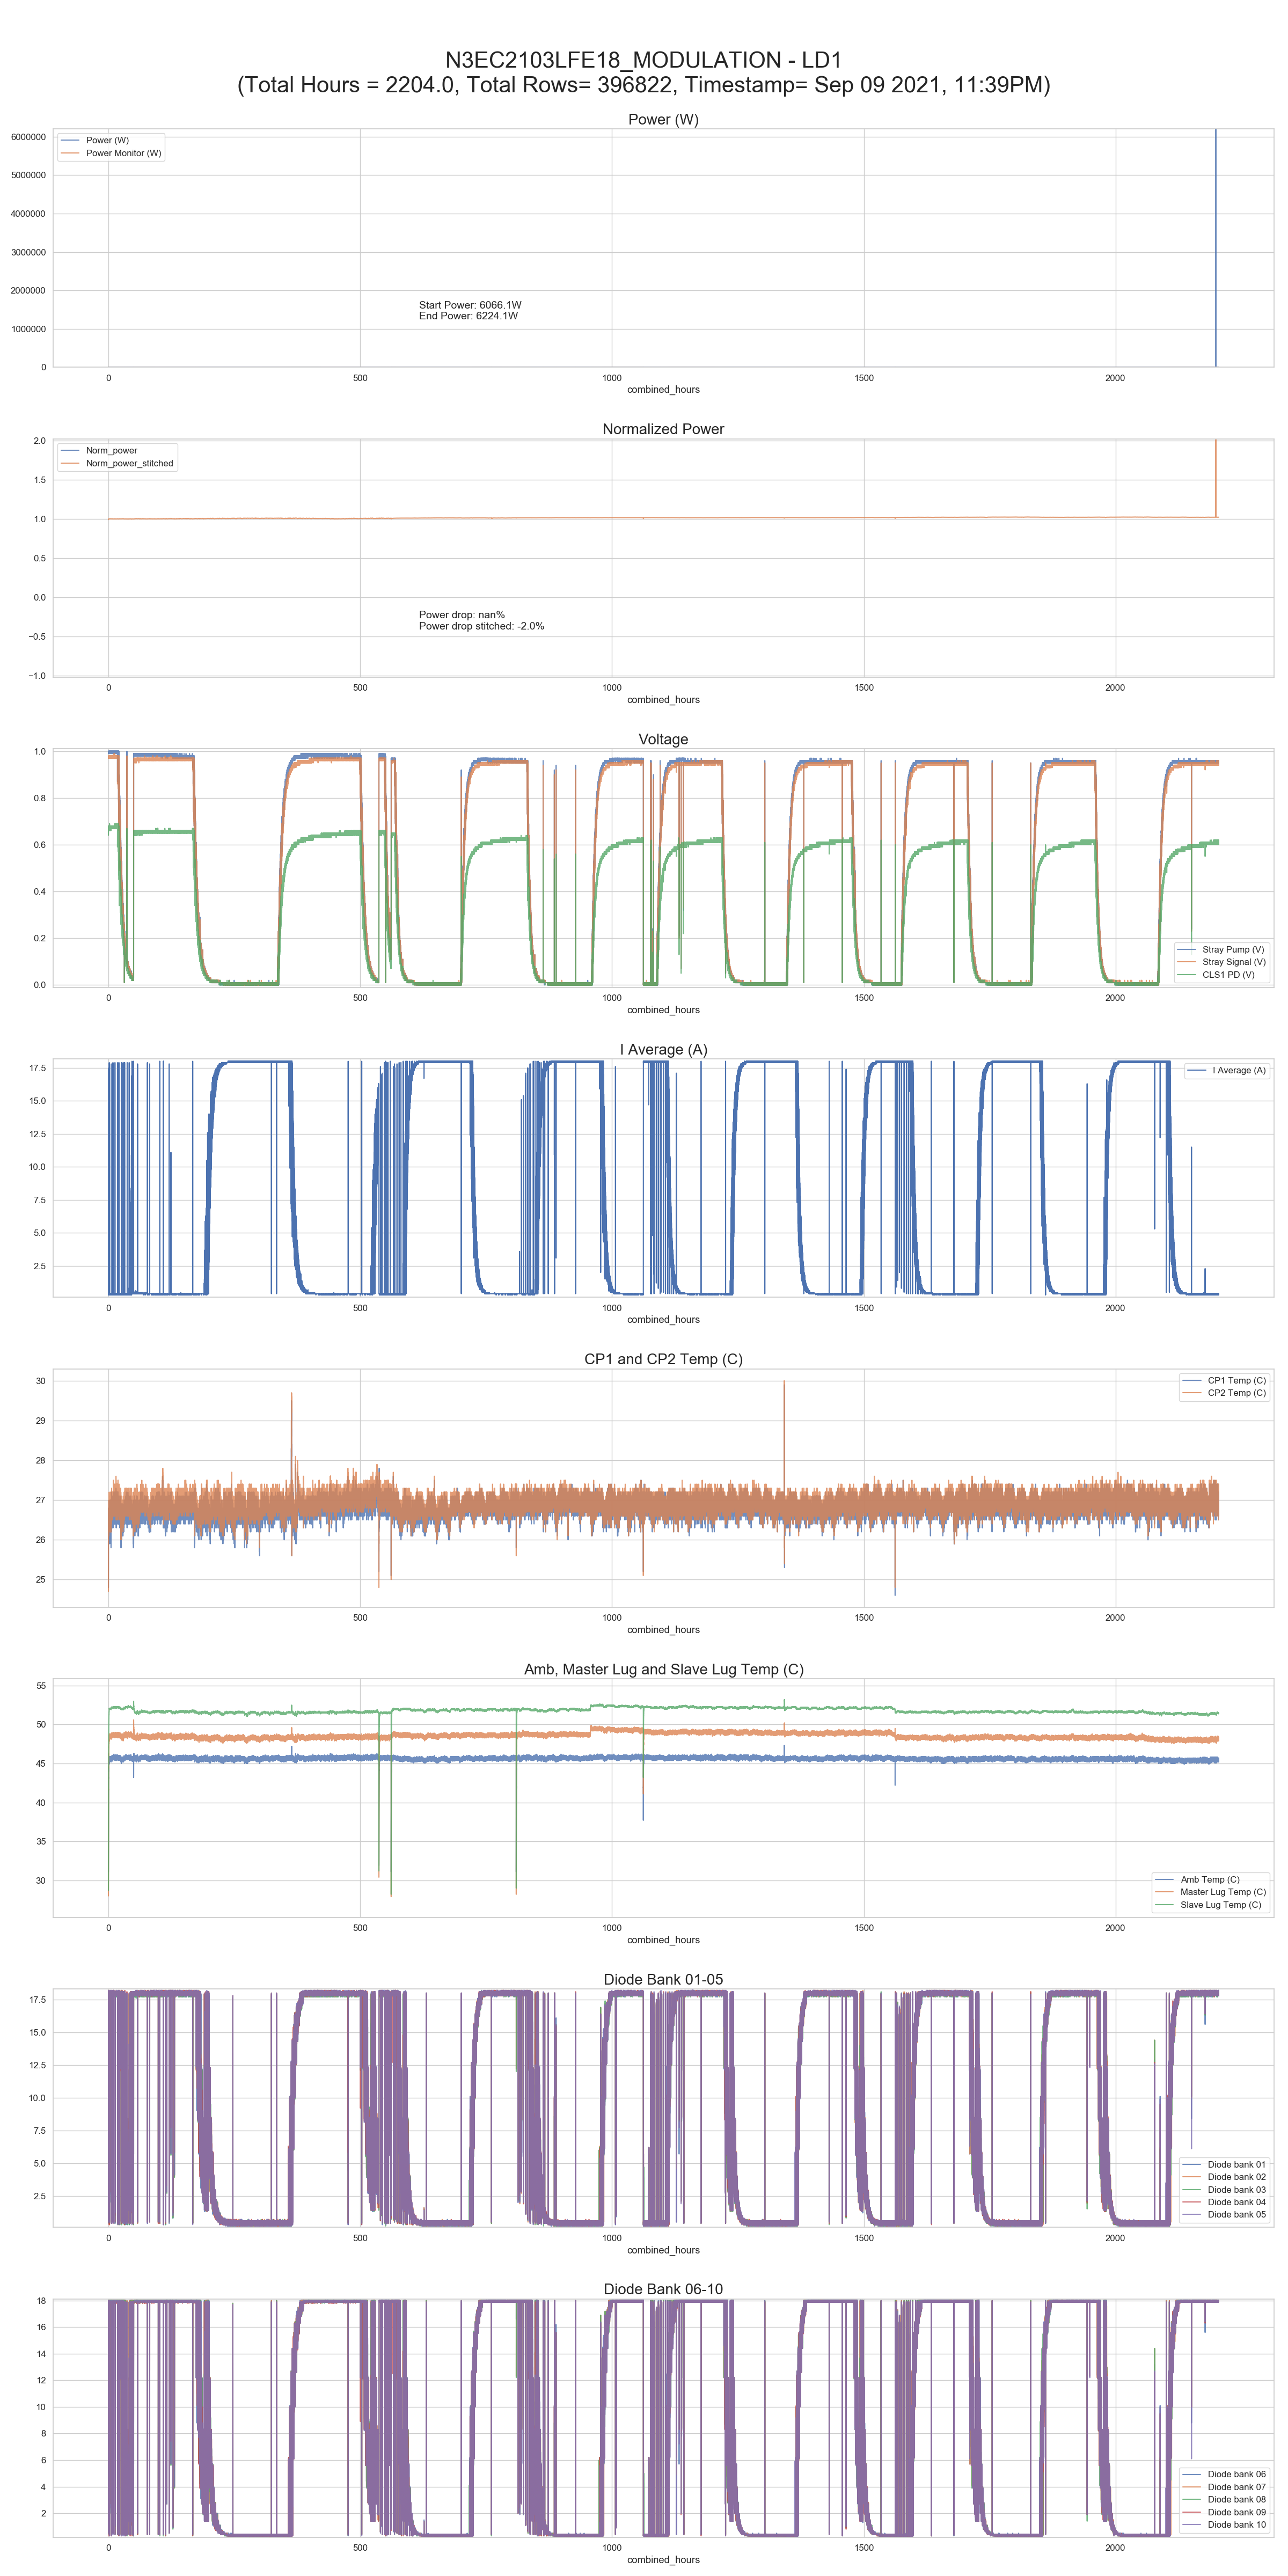 N3EC2103LFE18_MODULATION - LD1
(Total Hours = 2204.0, Total Rows= 396822, Timestamp= Sep 09 2021, 11:39PM)
Power (W)
Power (W)
Power Monitor (W)
6000000
5000000
4000000
3000000
2000000
1000000
0
Start Power: 6066.1W
End Power: 6224.1W
0 500 1000 1500 2000
combined_hours
Normalized Power
Norm_power
Norm_power_stitched
2.0
1.5
1.0
0.5
0.0
−0.5
−1.0
Power drop: nan%
Power drop stitched: -2.0%
0 500 1000 1500 2000
combined_hours
Voltage
1.0
0.8
0.6
0.4
0.2
0.0
Stray Pump (V)
Stray Signal (V)
CLS1 PD (V)
0 500 1000 1500 2000
combined_hours
I Average (A)
I Average (A)
17.5
15.0
12.5
10.0
7.5
5.0
2.5
0 500 1000 1500 2000
combined_hours
CP1 and CP2 Temp (C)
CP1 Temp (C)
CP2 Temp (C)
30
29
28
27
26
25
0 500 1000 1500 2000
combined_hours
Amb, Master Lug and Slave Lug Temp (C)
55
50
45
40
35
30
Amb Temp (C)
Master Lug Temp (C)
Slave Lug Temp (C)
0 500 1000 1500 2000
combined_hours
Diode Bank 01-05
17.5
15.0
12.5
10.0
7.5
5.0
2.5
Diode bank 01
Diode bank 02
Diode bank 03
Diode bank 04
Diode bank 05
0 500 1000 1500 2000
combined_hours
Diode Bank 06-10
18
16
14
12
10
8
6
4
2
Diode bank 06
Diode bank 07
Diode bank 08
Diode bank 09
Diode bank 10
0 500 1000 1500 2000
combined_hours